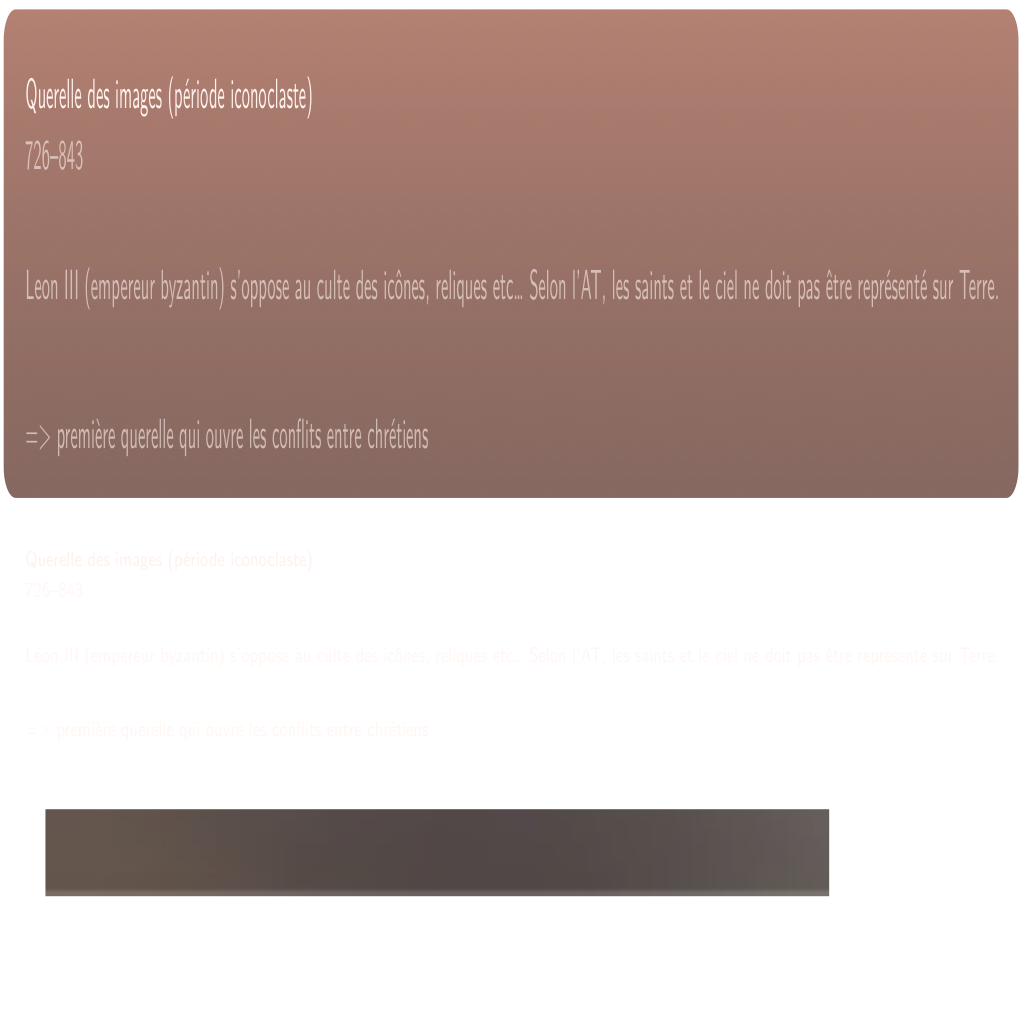 Querelle des images (période iconoclaste)
726–843
Leon III (empereur byzantin) s'oppose au culte des icônes, reliques etc... Selon l'AT, les saints et le ciel ne doit pas être représenté sur Terre.
=> première querelle qui ouvre les conflits entre chrétiens
Querelle des images (période iconoclaste)
726–843
Leon III (empereur byzantin) s'oppose au culte des icônes, reliques etc... Selon l'AT, les saints et le ciel ne doit pas être représenté sur Terre.
=> première querelle qui ouvre les conflits entre chrétiens